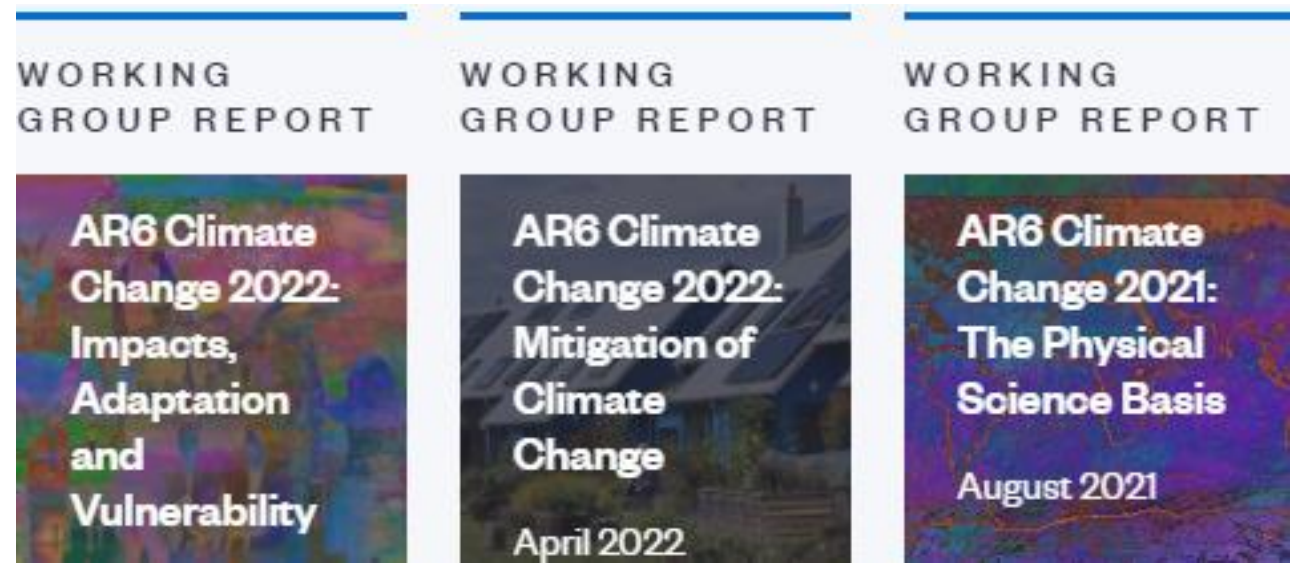 WORKING
GROUP REPORT
AR6 Climate
Change 2022:
Impacts,
Adaptation
and
Vulnerability
WORKING
GROUP REPORT
AR6 Climate
Change 2022:
Mitigation of
Climate
Change
April 2022
WORKING
GROUP REPORT
AR6 Climate
Change 2021:
The Physical
Science Basis
August 2021